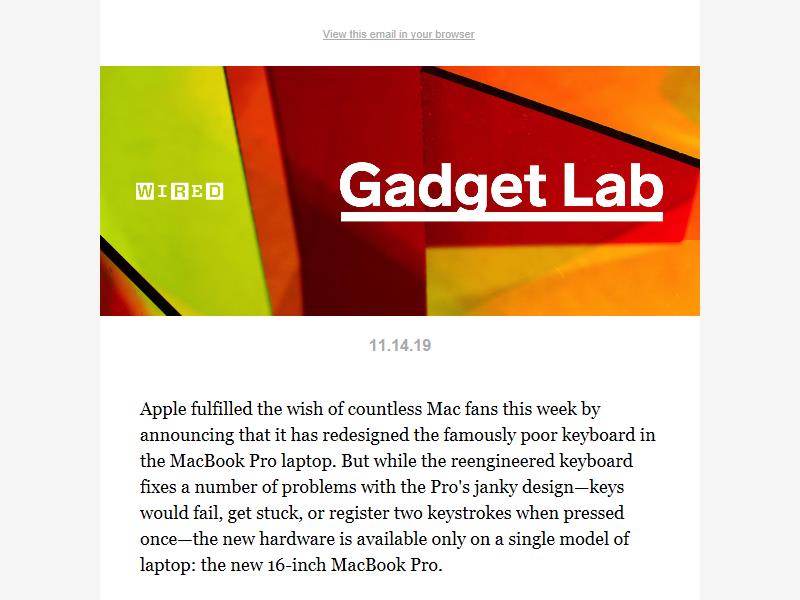 View this email in your browser
WIRED
Gadget Lab
11.14.19
Apple fulfilled the wish of countless Mac fans this week by
announcing that it has redesigned the famously poor keyboard in
the MacBook Pro laptop. But while the reengineered keyboard
fixes a number of problems with the Pro's janky design—keys
would fail, get stuck, or register two keystrokes when pressed
once—the new hardware is available only on a single model of
laptop: the new 16-inch MacBook Pro.